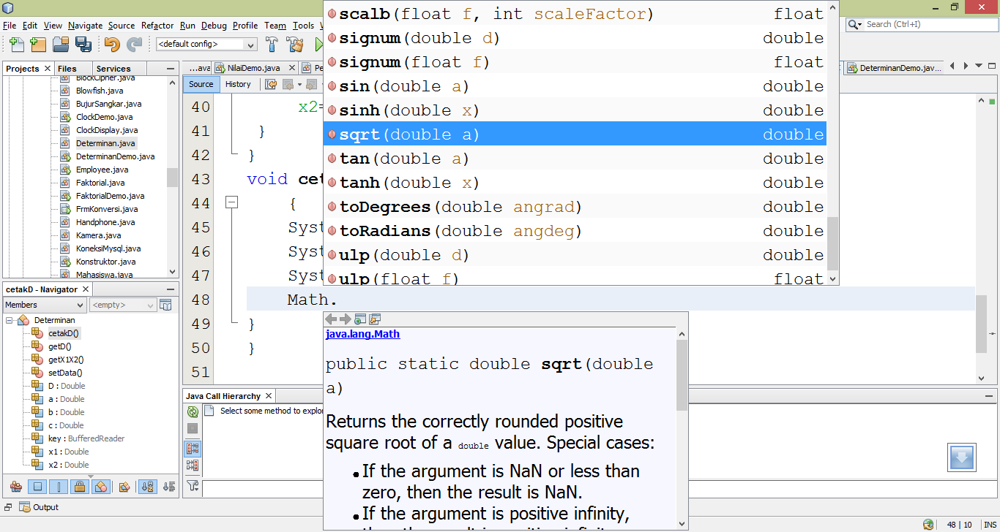 File Edit View Navigate Source Refactor Run Debug Profile Team Tools
Search (Ctrl+I)
<default config>
Projects Files Services
BlockCipher.java
Blowfish.java
BujurSangkar.java
ClockDemo.java
ClockDisplay.java
Determinan.java
DeterminanDemo.java
Employee.java
Faktorial.java
FaktorialDemo.java
FrmKonversi.java
Handphone.java
Kamera.java
KoneksiMysql.java
Konstruktor.java
Mahasiswa.java
cetakD - Navigator
Members <empty>
Determinan
cetakD()
getD()
getX1X2()
setData()
D : Double
a : Double
b : Double
c : Double
key : BufferedReader
x1 : Double
x2 : Double
Output
...ava NilaiDemo.java Pe DeterminanDemo.jav...
Source History
40 x2=
41 }
42 }
43 void cet
44 {
45 Syst
46 Syst
47 Syst
48 Math.
49 }
50 }
51
scalb(float f, int scaleFactor) float
signum(double d) double
signum(float f) float
sin(double a) double
sinh(double x) double
sqrt(double a) double
tan(double a) double
tanh(double x) double
toDegrees(double angrad) double
toRadians(double angdeg) double
ulp(double d) double
ulp(float f) float
java.lang.Math
public static double sqrt(double
a)
Returns the correctly rounded positive
square root of a double value. Special cases:
If the argument is NaN or less than
zero, then the result is NaN.
If the argument is positive infinity,
then the result is positive infinity.
Java Call Hierarchy
Select some method to explor
48 | 10 INS